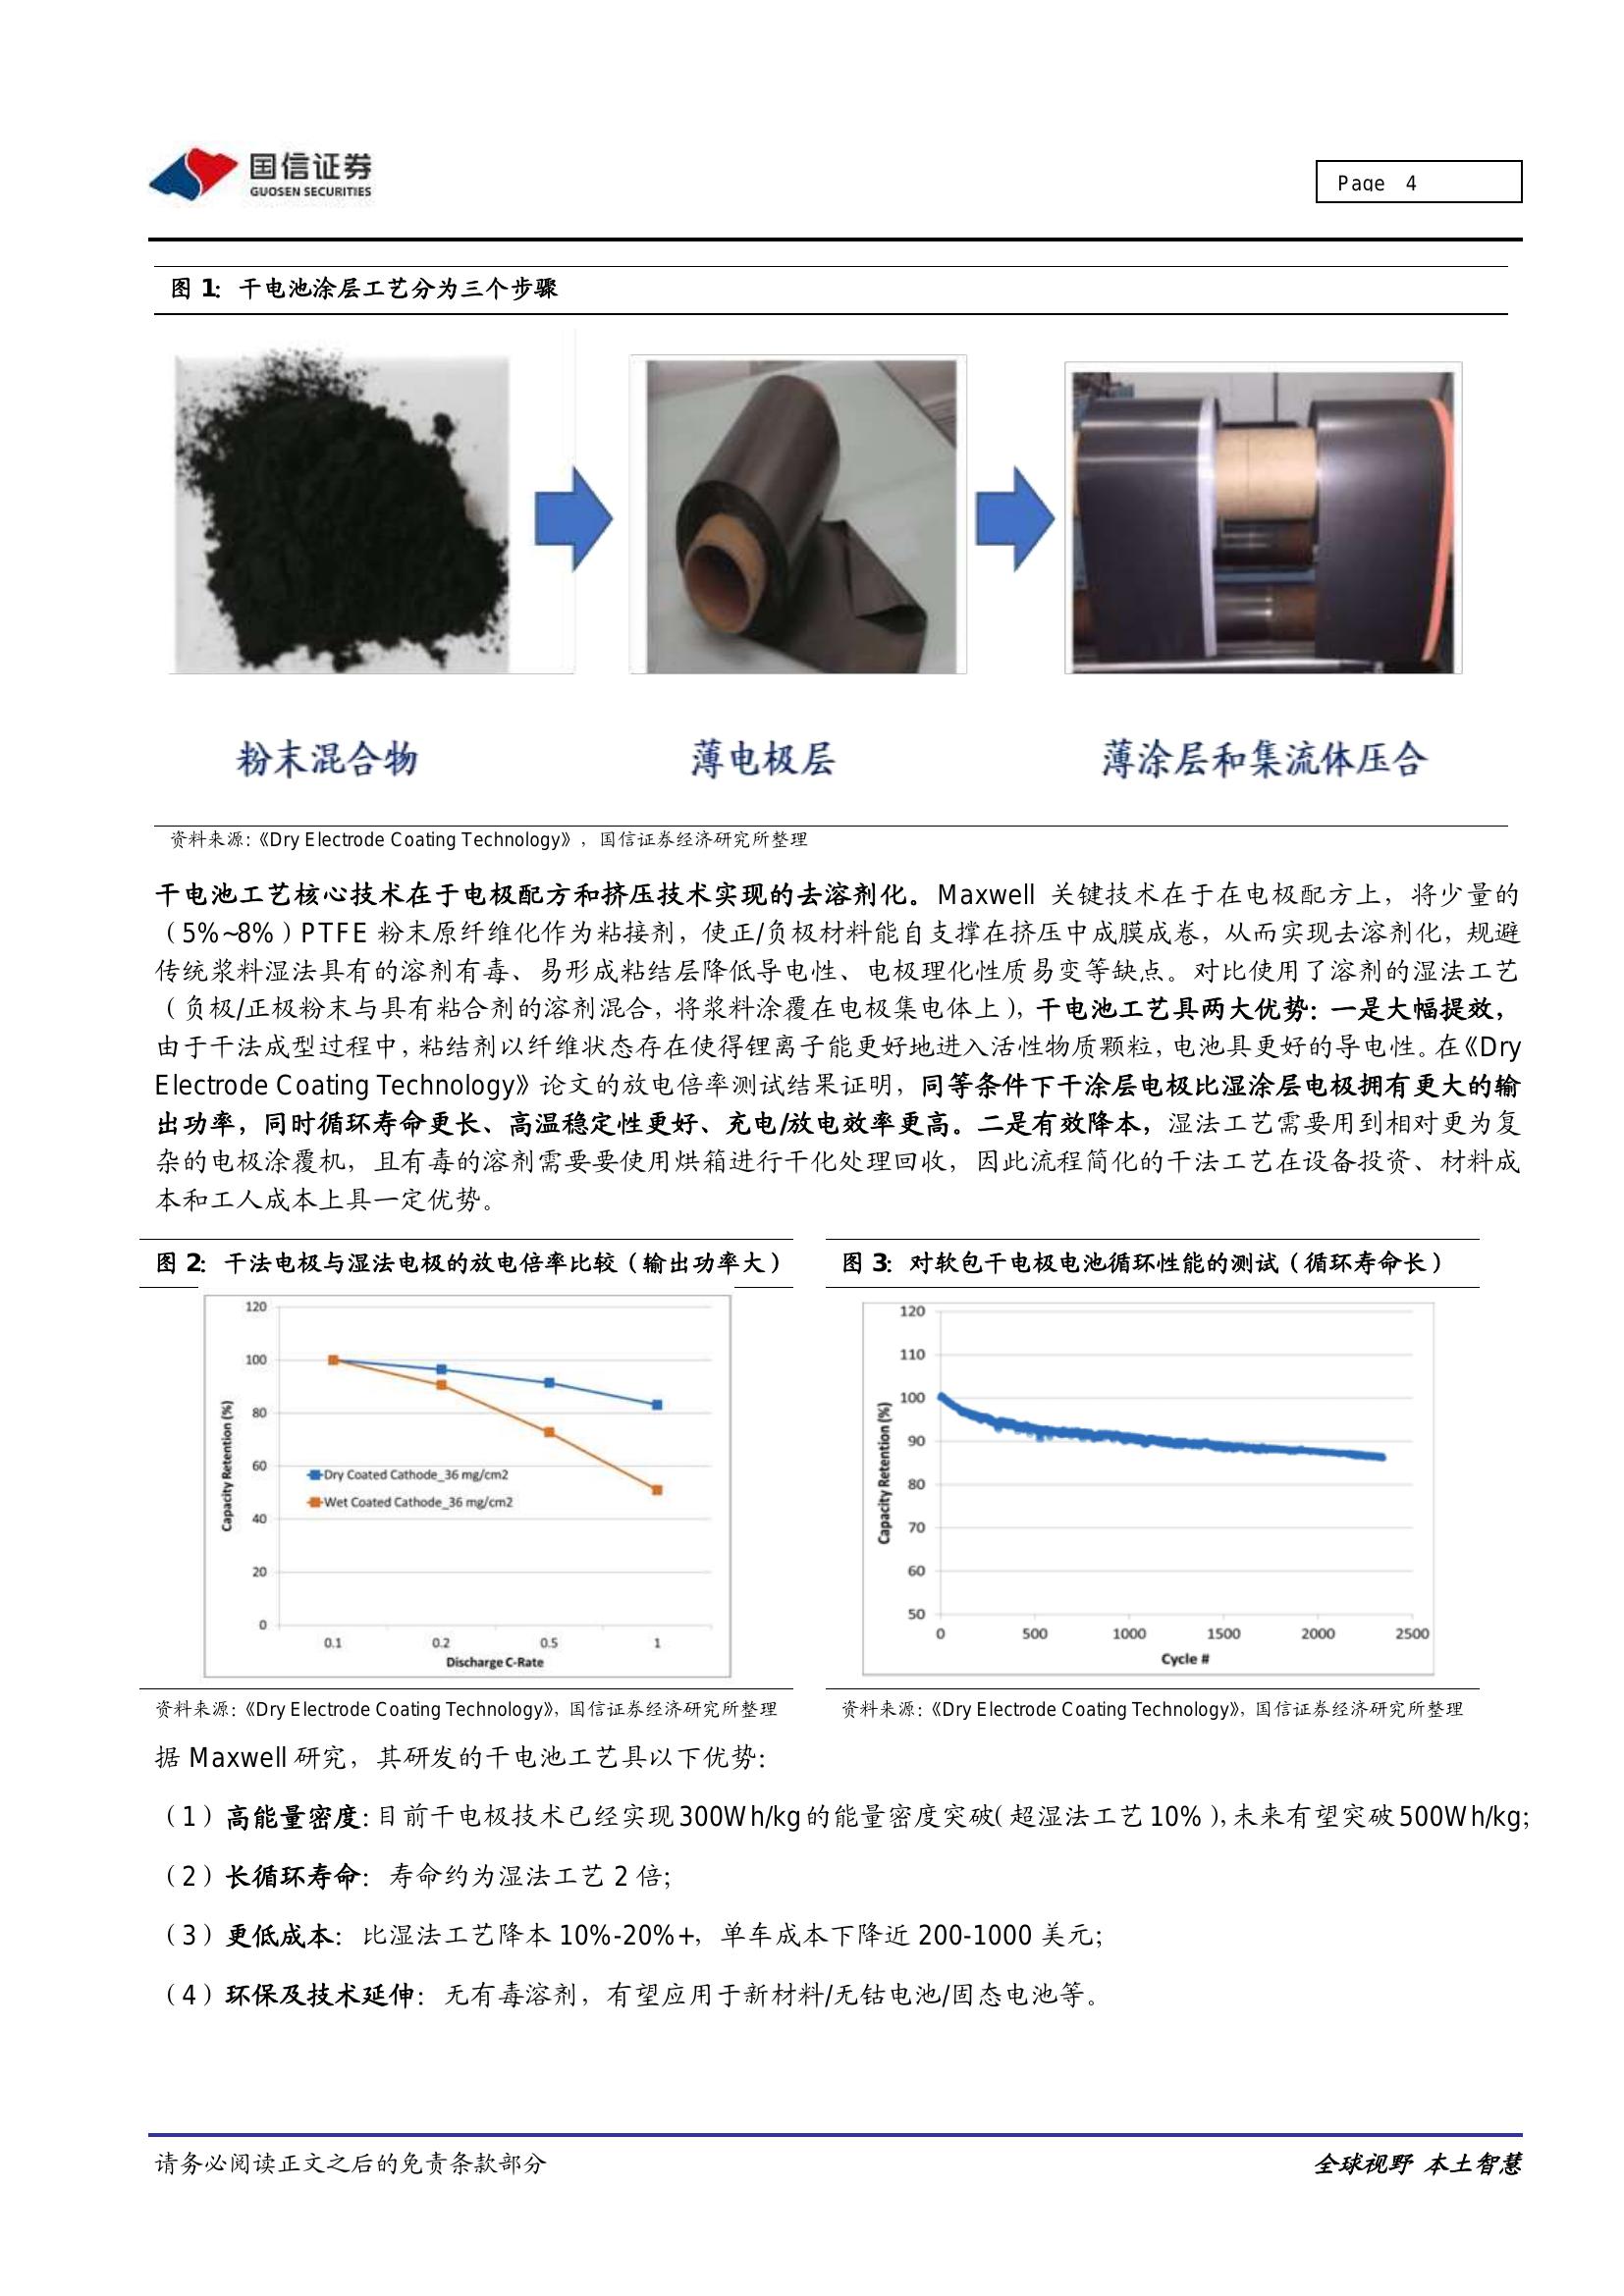 国信证券
GUOSEN SECURITIES
Page 4
图 1：干电池涂层工艺分为三个步骤
粉末混合物
薄电极层
薄涂层和集流体压合
资料来源：《Dry Electrode Coating Technology》，国信证券经济研究所整理
干电池工艺核心技术在于电极配方和挤压技术实现的去溶剂化。Maxwell 关键技术在于在电极配方上，将少量的
（5%~8%）PTFE 粉末原纤维化作为粘接剂，使正/负极材料能自支撑在挤压中成膜成卷，从而实现去溶剂化，规避
传统浆料湿法具有的溶剂有毒、易形成粘结层降低导电性、电极理化性质易变等缺点。对比使用了溶剂的湿法工艺
（负极/正极粉末与具有粘合剂的溶剂混合，将浆料涂覆在电极集电体上），干电池工艺具两大优势：一是大幅提效，
由于干法成型过程中，粘结剂以纤维状态存在使得锂离子能更好地进入活性物质颗粒，电池具更好的导电性。在《Dry
Electrode Coating Technology》论文的放电倍率测试结果证明，同等条件下干涂层电极比湿涂层电极拥有更大的输
出功率，同时循环寿命更长、高温稳定性更好、充电/放电效率更高。二是有效降本，湿法工艺需要用到相对更为复
杂的电极涂覆机，且有毒的溶剂需要要使用烘箱进行干化处理回收，因此流程简化的干法工艺在设备投资、材料成
本和工人成本上具一定优势。
图 2：干法电极与湿法电极的放电倍率比较（输出功率大）
120
100
80
60
40
20
0
Capacity Retention (%)
Dry Coated Cathode_36 mg/cm2
Wet Coated Cathode_36 mg/cm2
0.1 0.2 0.5 1
Discharge C-Rate
资料来源：《Dry Electrode Coating Technology》，国信证券经济研究所整理
图 3：对软包干电极电池循环性能的测试（循环寿命长）
120
110
100
90
80
70
60
50
Capacity Retention (%)
0 500 1000 1500 2000 2500
Cycle #
资料来源：《Dry Electrode Coating Technology》，国信证券经济研究所整理
据 Maxwell 研究，其研发的干电池工艺具以下优势：
（1）高能量密度：目前干电极技术已经实现 300Wh/kg 的能量密度突破（超湿法工艺 10%），未来有望突破 500Wh/kg；
（2）长循环寿命：寿命约为湿法工艺 2 倍；
（3）更低成本：比湿法工艺降本 10%-20%+，单车成本下降近 200-1000 美元；
（4）环保及技术延伸：无有毒溶剂，有望应用于新材料/无钴电池/固态电池等。
请务必阅读正文之后的免责条款部分
全球视野 本土智慧